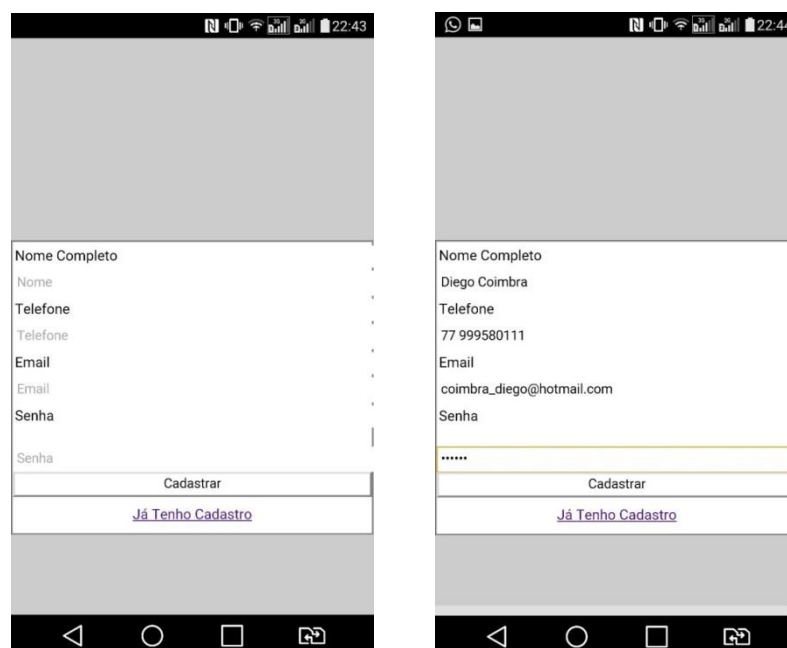 22:43
Nome Completo
Nome
Telefone
Telefone
Email
Email
Senha
Senha
Cadastrar
Já Tenho Cadastro
22:44
Nome Completo
Diego Coimbra
Telefone
77 999580111
Email
coimbra_diego@hotmail.com
Senha
••••••
Cadastrar
Já Tenho Cadastro